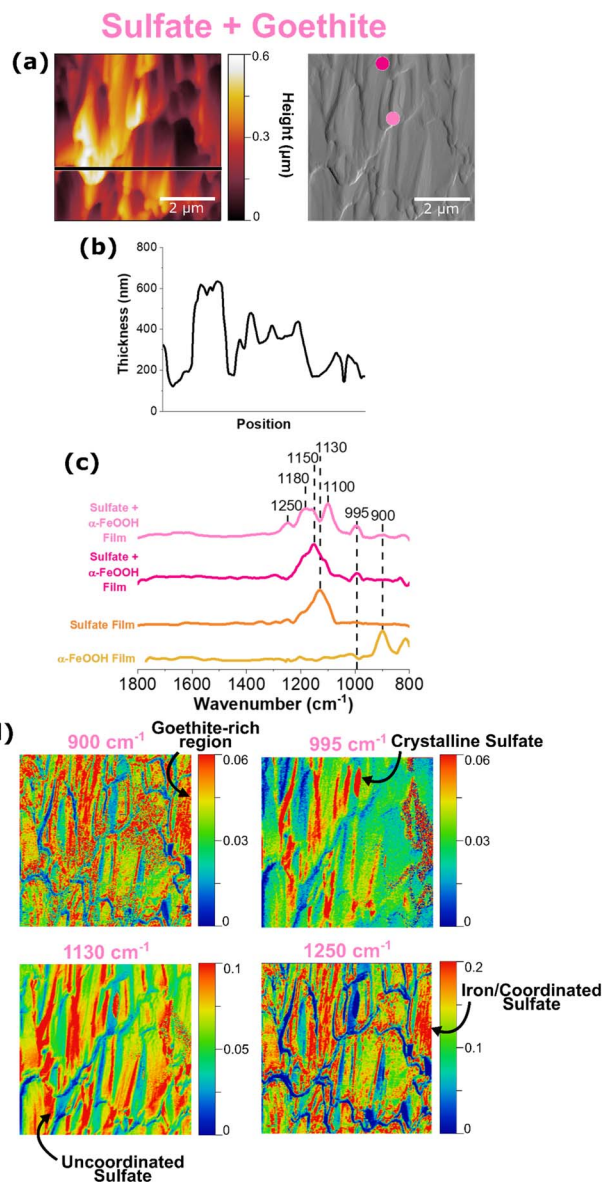 Sulfate + Goethite
(a)
0.6
0.3
0
Height (μm)
2 μm
2 μm
(b)
800
600
400
200
0
Thickness (nm)
Position
(c)
1130
1150
1180
1100
1250
995
900
Sulfate +
α-FeOOH
Film
Sulfate +
α-FeOOH
Film
Sulfate Film
α-FeOOH Film
1800 1600 1400 1200 1000 800
Wavenumber (cm-1)
900 cm-1
Goethite-rich
region
0.06
0.03
0
995 cm-1
Crystalline Sulfate
0.06
0.03
0
1130 cm-1
0.1
0.05
0
Uncoordinated
Sulfate
1250 cm-1
0.2
0.1
0
Iron/Coordinated
Sulfate